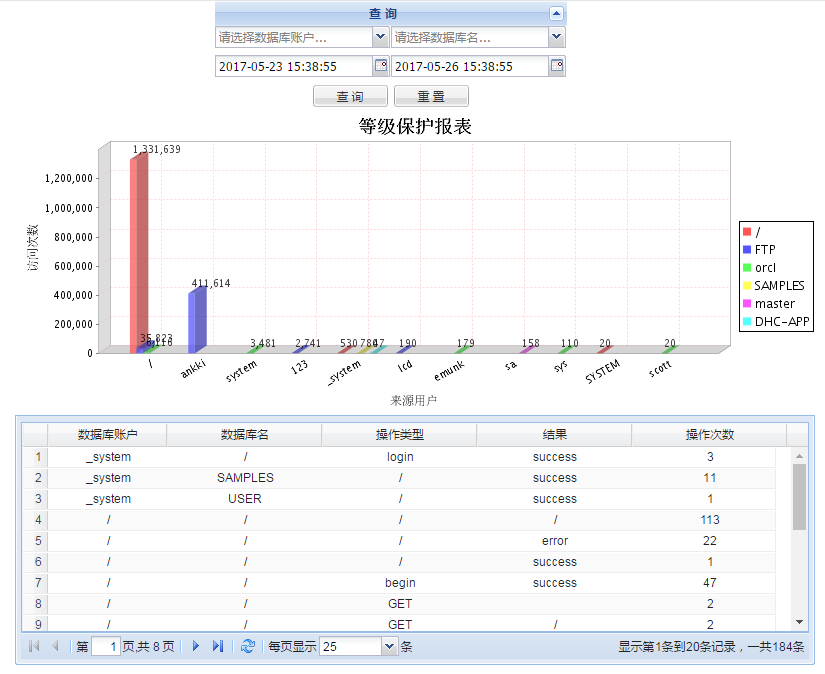 查 询
请选择数据库账户... 请选择数据库名...
2017-05-23 15:38:55 2017-05-26 15:38:55
查 询 重 置
等级保护报表
访问次数
1,200,000
1,000,000
800,000
600,000
400,000
200,000
0
1,331,639
35,823
411,614
3,481
2,741
530
47
190
179
158
110
20
20
/ ankki system 123 _system lcd emunk sa sys SYSTEM scott
来源用户
/
FTP
orcl
SAMPLES
master
DHC-APP
数据库账户 数据库名 操作类型 结果 操作次数
1 _system / login success 3
2 _system SAMPLES / success 11
3 _system USER / success 1
4 / / / / 113
5 / / / error 22
6 / / / success 1
7 / / begin success 47
8 / / GET 2
9 / / GET / 2
第 1 页,共 8 页 每页显示 25 条 显示第1条到20条记录，一共184条